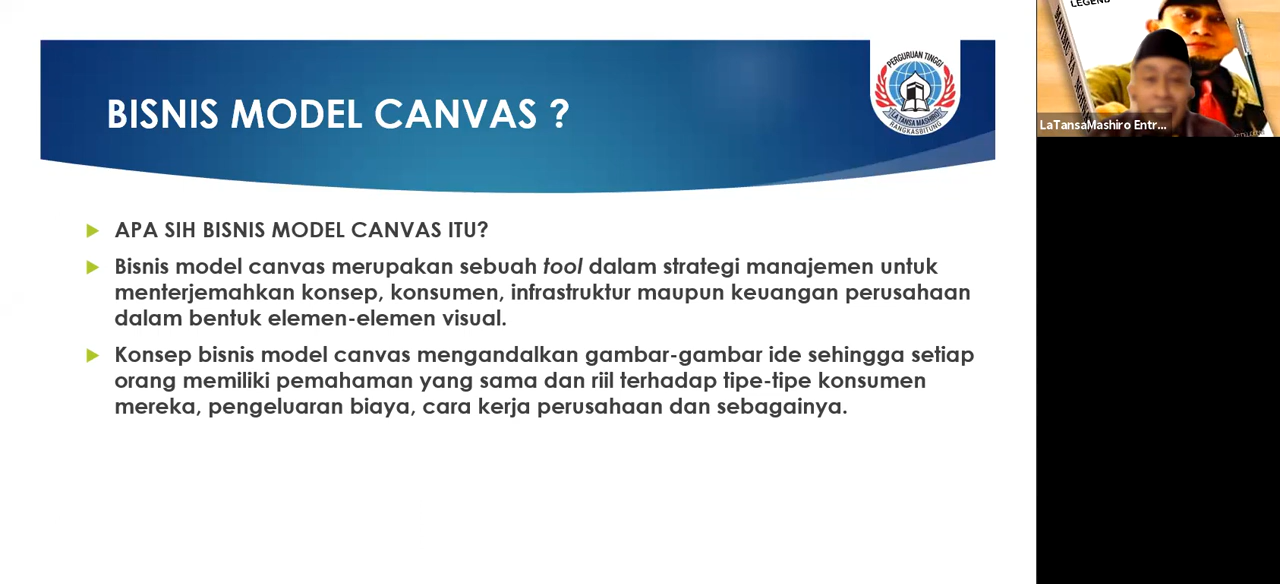 BISNIS MODEL CANVAS ?
PERGURUAN TINGGI
LA TANSA MASHIRO
RANGKASBITUNG
APA SIH BISNIS MODEL CANVAS ITU?
Bisnis model canvas merupakan sebuah tool dalam strategi manajemen untuk
menterjemahkan konsep, konsumen, infrastruktur maupun keuangan perusahaan
dalam bentuk elemen-elemen visual.
Konsep bisnis model canvas mengandalkan gambar-gambar ide sehingga setiap
orang memiliki pemahaman yang sama dan riil terhadap tipe-tipe konsumen
mereka, pengeluaran biaya, cara kerja perusahaan dan sebagainya.
LEGEND
LaTansaMashiro Entr...